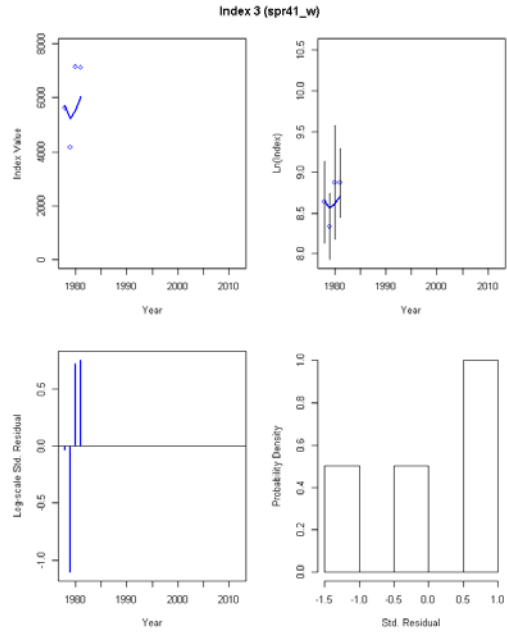 Index 3 (spr41_w)
Index Value
0 2000 4000 6000 8000
1980 1990 2000 2010
Year
Ln(Index)
8.0 8.5 9.0 9.5 10.0 10.5
1980 1990 2000 2010
Year
Log-scale Std. Residual
-1.0 -0.5 0.0 0.5
1980 1990 2000 2010
Year
Probability Density
0.0 0.2 0.4 0.6 0.8 1.0
-1.5 -1.0 -0.5 0.0 0.5 1.0
Std. Residual